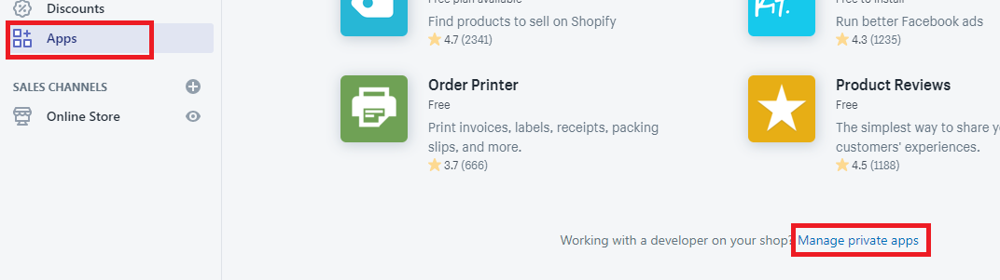 Discounts
Apps
SALES CHANNELS
Online Store
Free plan available
Find products to sell on Shopify
4.7 (2341)
Free to install
Run better Facebook ads
4.3 (1235)
Order Printer
Free
Print invoices, labels, receipts, packing
slips, and more.
3.7 (666)
Product Reviews
Free
The simplest way to share
customers' experiences.
4.5 (1188)
Working with a developer on your shop? Manage private apps